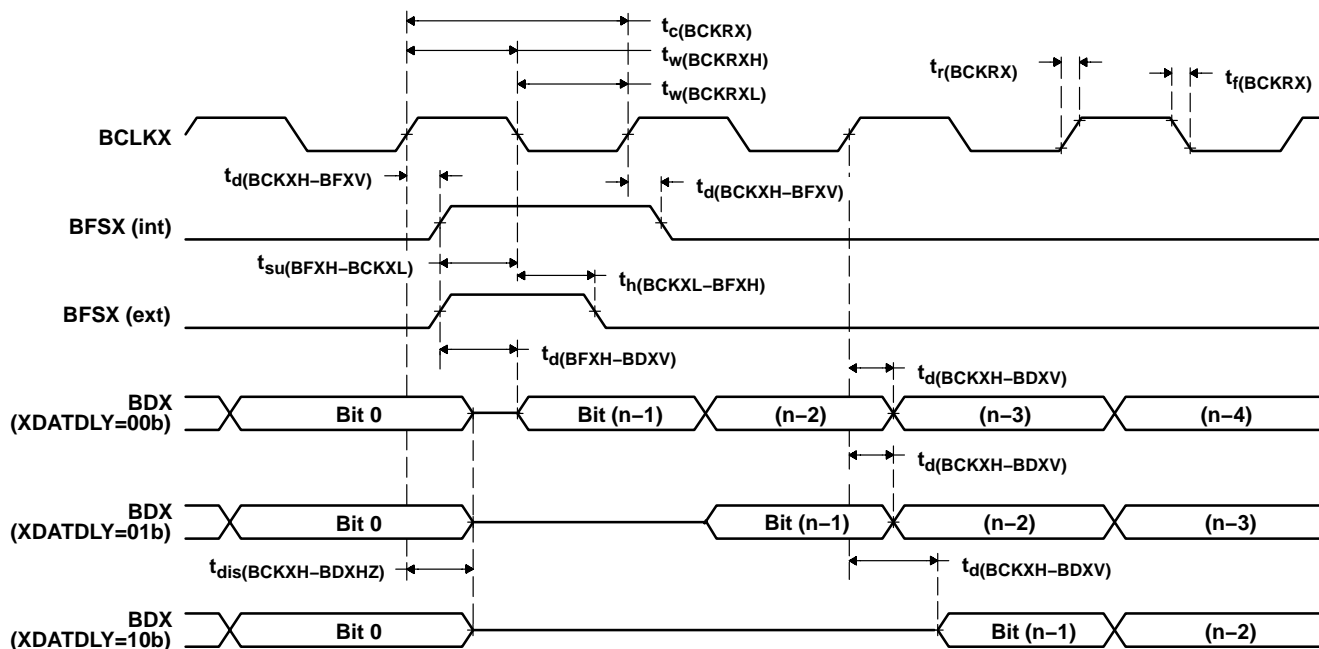 tc(BCKRX)
tw(BCKRXH)
tr(BCKRX)
tf(BCKRX)
tw(BCKRXL)
BCLKX
td(BCKXH–BFXV)
td(BCKXH–BFXV)
BFSX (int)
tsu(BFXH–BCKXL)
th(BCKXL–BFXH)
BFSX (ext)
td(BFXH–BDXV)
td(BCKXH–BDXV)
BDX
(XDATDLY=00b)
Bit 0
Bit (n–1)
(n–2)
(n–3)
(n–4)
td(BCKXH–BDXV)
BDX
(XDATDLY=01b)
Bit 0
Bit (n–1)
(n–2)
(n–3)
tdis(BCKXH–BDXHZ)
td(BCKXH–BDXV)
BDX
(XDATDLY=10b)
Bit 0
Bit (n–1)
(n–2)